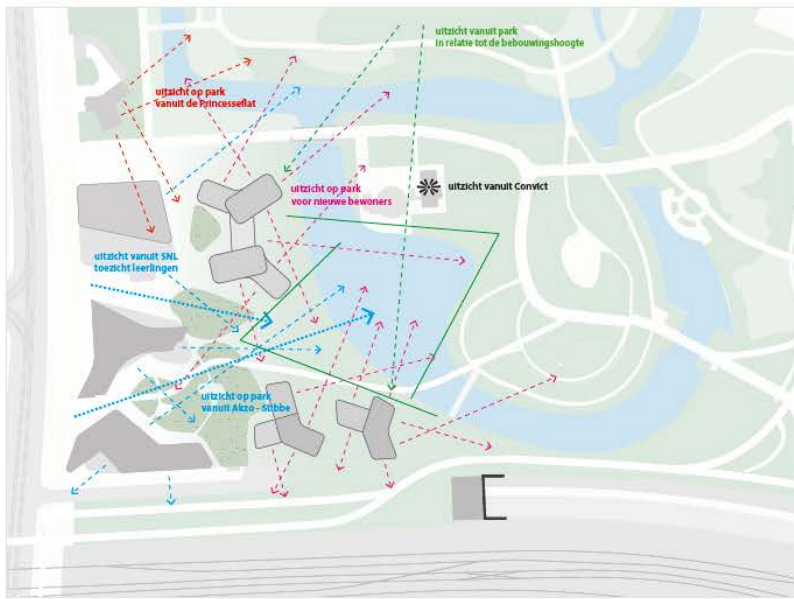 uitzicht vanuit park
in relatie tot de bebouwingshoogte
uitzicht op park
vanuit de Princesseflat
uitzicht vanuit Convict
uitzicht op park
voor nieuwe bewoners
uitzicht vanuit SNL
toezicht leerlingen
uitzicht op park
vanuit Akzo - Stibbe